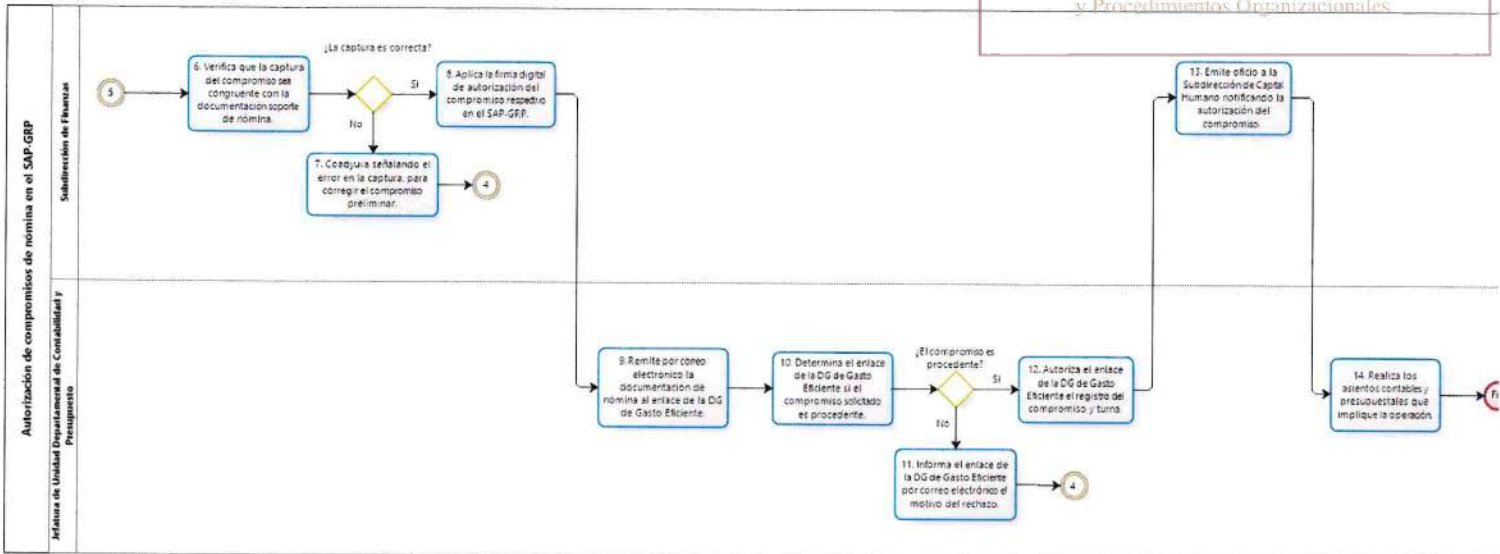 y Procedimientos Organizacionales
Autorización de compromisos de nómina en el SAP-GRP
Subdirección de Finanzas
5
6. Verifica que la captura
del compromiso sea
congruente con la
documentación soporte
de nómina.
¿La captura es correcta?
Si
No
7. Coadyuva señalando el
error en la captura, para
corregir el compromiso
preliminar.
4
8. Aplica la firma digital
de autorización del
compromiso respectivo
en el SAP-GRP.
13. Emite oficio a la
Subdirección de Capital
Humano notificando la
autorización del
compromiso.
Jefatura de Unidad Departamental de Contabilidad y
Presupuesto
9. Remite por correo
electrónico la
documentación de
nómina al enlace de la DG
de Gasto Eficiente.
10. Determina el enlace
de la DG de Gasto
Eficiente si el
compromiso solicitado
es procedente.
¿El compromiso es
procedente?
Si
No
11. Informa el enlace de
la DG de Gasto Eficiente
por correo electrónico el
motivo del rechazo.
4
12. Autoriza el enlace
de la DG de Gasto
Eficiente el registro del
compromiso y turna.
14. Realiza los
asientos contables y
presupuestales que
implique la operación.